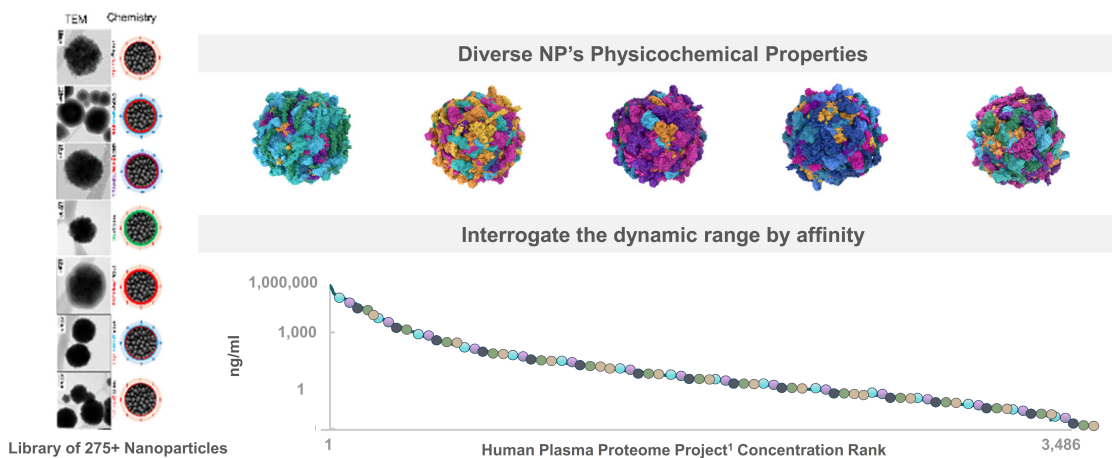 TEM Chemistry
Diverse NP's Physicochemical Properties
Interrogate the dynamic range by affinity
1,000,000
1,000
1
ng/ml
1
Human Plasma Proteome Project¹ Concentration Rank
3,486
Library of 275+ Nanoparticles